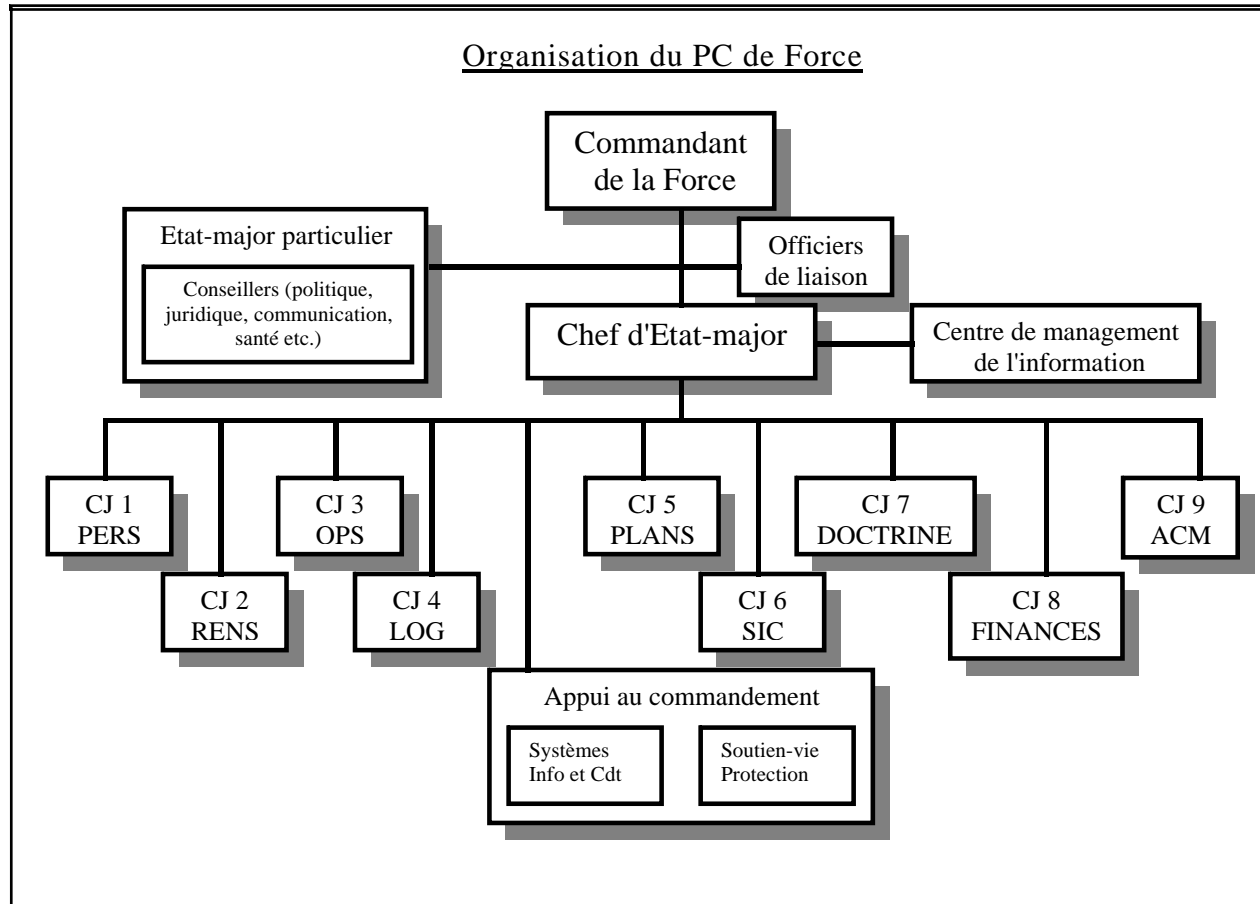 Organisation du PC de Force
Commandant
de la Force
Etat-major particulier
Conseillers (politique,
juridique, communication,
santé etc.)
Officiers
de liaison
Chef d'Etat-major
Centre de management
de l'information
CJ 1
PERS
CJ 2
RENS
CJ 3
OPS
CJ 4
LOG
CJ 5
PLANS
CJ 6
SIC
CJ 7
DOCTRINE
CJ 8
FINANCES
CJ 9
ACM
Appui au commandement
Systèmes
Info et Cdt
Soutien-vie
Protection